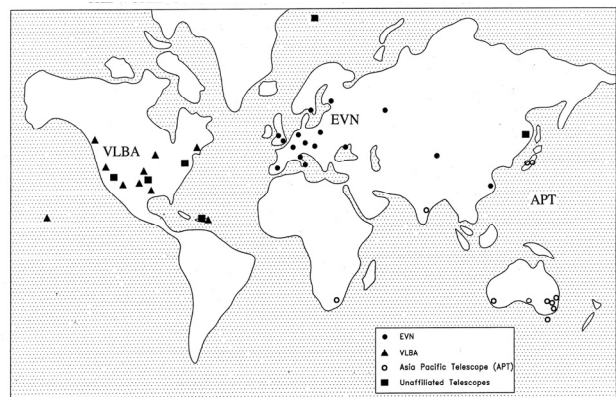 EVN
VLBA
APT
EVN
VLBA
Asia Pacific Telescope (APT)
Unaffiliated Telescopes